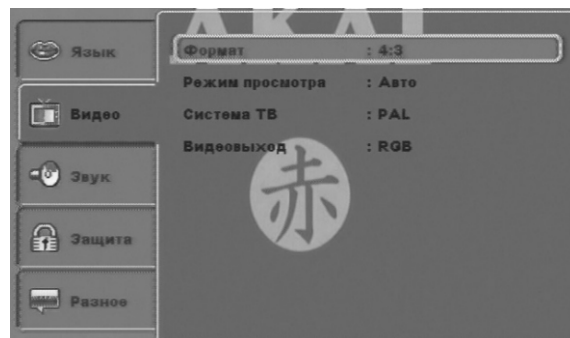 AKAI
Язык
Видео
Звук
Защита
Разное
Формат : 4:3
Режим просмотра : Авто
Система ТВ : PAL
Видеовыход : RGB
赤